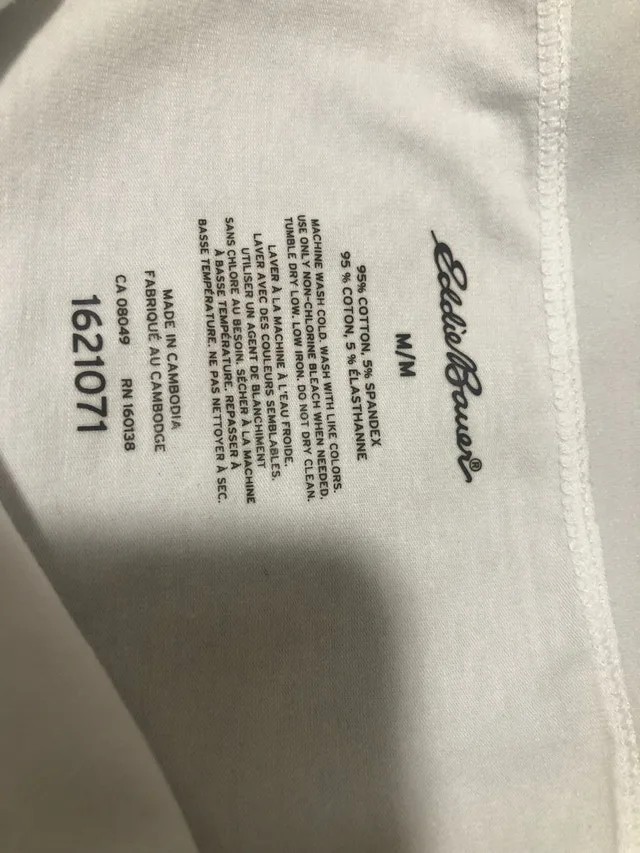 Eddie Bauer®
M/M
95% COTTON, 5% SPANDEX
95 % COTON, 5 % ÉLASTHANNE
MACHINE WASH COLD. WASH WITH LIKE COLORS.
USE ONLY NON-CHLORINE BLEACH WHEN NEEDED.
TUMBLE DRY LOW. LOW IRON. DO NOT DRY CLEAN.
LAVER À LA MACHINE À L'EAU FROIDE.
LAVER AVEC DES COULEURS SEMBLABLES.
UTILISER UN AGENT DE BLANCHIMENT
SANS CHLORE AU BESOIN. SÉCHER À LA MACHINE
À BASSE TEMPÉRATURE. REPASSER À
BASSE TEMPÉRATURE. NE PAS NETTOYER À SEC.
MADE IN CAMBODIA
FABRIQUÉ AU CAMBODGE
CA 08049 RN 160138
1621071